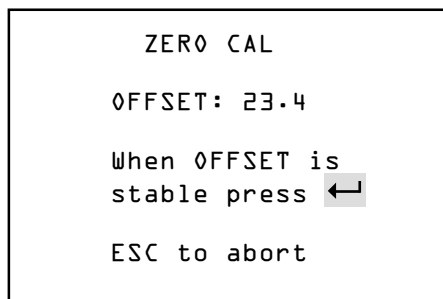 ZERO CAL
OFFSET: 23.4
When OFFSET is
stable press ↵
ESC to abort